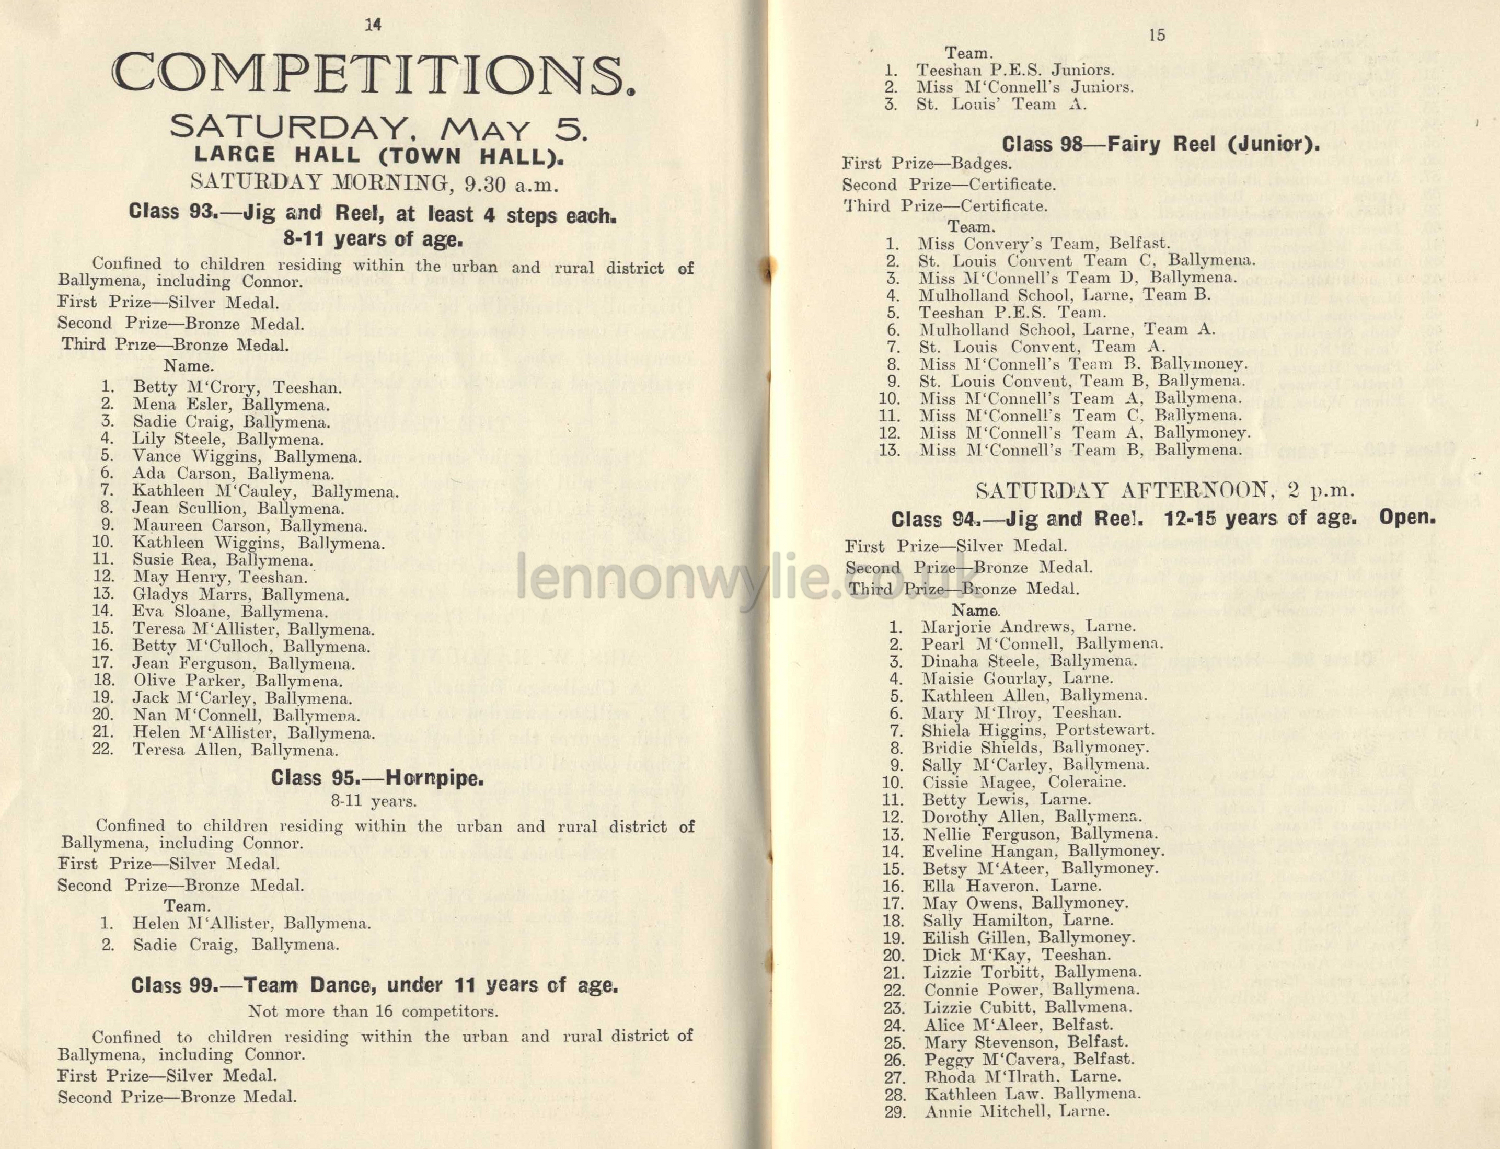 14
COMPETITIONS.
SATURDAY, MAY 5.
LARGE HALL (TOWN HALL).
SATURDAY MORNING, 9.30 a.m.
Class 93.—Jig and Reel, at least 4 steps each.
8-11 years of age.
Confined to children residing within the urban and rural district of
Ballymena, including Connor.
First Prize—Silver Medal.
Second Prize—Bronze Medal.
Third Prize—Bronze Medal.
Name.
1. Betty M'Crory, Teeshan.
2. Mena Esler, Ballymena.
3. Sadie Craig, Ballymena.
4. Lily Steele, Ballymena.
5. Vance Wiggins, Ballymena.
6. Ada Carson, Ballymena.
7. Kathleen M'Cauley, Ballymena.
8. Jean Scullion, Ballymena.
9. Maureen Carson, Ballymena.
10. Kathleen Wiggins, Ballymena.
11. Susie Rea, Ballymena.
12. May Henry, Teeshan.
13. Gladys Marrs, Ballymena.
14. Eva Sloane, Ballymena.
15. Teresa M'Allister, Ballymena.
16. Betty M'Culloch, Ballymena.
17. Jean Ferguson, Ballymena.
18. Olive Parker, Ballymena.
19. Jack M'Carley, Ballymena.
20. Nan M'Connell, Ballymena.
21. Helen M'Allister, Ballymena.
22. Teresa Allen, Ballymena.
Class 95.—Hornpipe.
8-11 years.
Confined to children residing within the urban and rural district of
Ballymena, including Connor.
First Prize—Silver Medal.
Second Prize—Bronze Medal.
Team.
1. Helen M'Allister, Ballymena.
2. Sadie Craig, Ballymena.
Class 99.—Team Dance, under 11 years of age.
Not more than 16 competitors.
Confined to children residing within the urban and rural district of
Ballymena, including Connor.
First Prize—Silver Medal.
Second Prize—Bronze Medal.
15
Team.
1. Teeshan P.E.S. Juniors.
2. Miss M'Connell's Juniors.
3. St. Louis' Team A.
Class 98—Fairy Reel (Junior).
First Prize—Badges.
Second Prize—Certificate.
Third Prize—Certificate.
Team.
1. Miss Convery's Team, Belfast.
2. St. Louis Convent Team C, Ballymena.
3. Miss M'Connell's Team D, Ballymena.
4. Mulholland School, Larne, Team B.
5. Teeshan P.E.S. Team.
6. Mulholland School, Larne, Team A.
7. St. Louis Convent, Team A.
8. Miss M'Connell's Team B. Ballymoney.
9. St. Louis Convent, Team B, Ballymena.
10. Miss M'Connell's Team A, Ballymena.
11. Miss M'Connell's Team C, Ballymena.
12. Miss M'Connell's Team A, Ballymoney.
13. Miss M'Connell's Team B, Ballymena.
SATURDAY AFTERNOON, 2 p.m.
Class 94.—Jig and Reel. 12-15 years of age. Open.
First Prize—Silver Medal.
Second Prize—Bronze Medal.
Third Prize—Bronze Medal.
Name.
1. Marjorie Andrews, Larne.
2. Pearl M'Connell, Ballymena.
3. Dinaha Steele, Ballymena.
4. Maisie Gourlay, Larne.
5. Kathleen Allen, Ballymena.
6. Mary M'Ilroy, Teeshan.
7. Shiela Higgins, Portstewart.
8. Bridie Shields, Ballymoney.
9. Sally M'Carley, Ballymena.
10. Cissie Magee, Coleraine.
11. Betty Lewis, Larne.
12. Dorothy Allen, Ballymena.
13. Nellie Ferguson, Ballymena.
14. Eveline Hangan, Ballymoney.
15. Betsy M'Ateer, Ballymoney.
16. Ella Haveron. Larne.
17. May Owens, Ballymoney.
18. Sally Hamilton, Larne.
19. Eilish Gillen, Ballymoney.
20. Dick M'Kay, Teeshan.
21. Lizzie Torbitt, Ballymena.
22. Connie Power, Ballymena.
23. Lizzie Cubitt, Ballymena.
24. Alice M'Aleer, Belfast.
25. Mary Stevenson, Belfast.
26. Peggy M'Cavera, Belfast.
27. Rhoda M'Ilrath. Larne.
28. Kathleen Law. Ballymena.
29. Annie Mitchell, Larne.
lennonwylie.co.uk